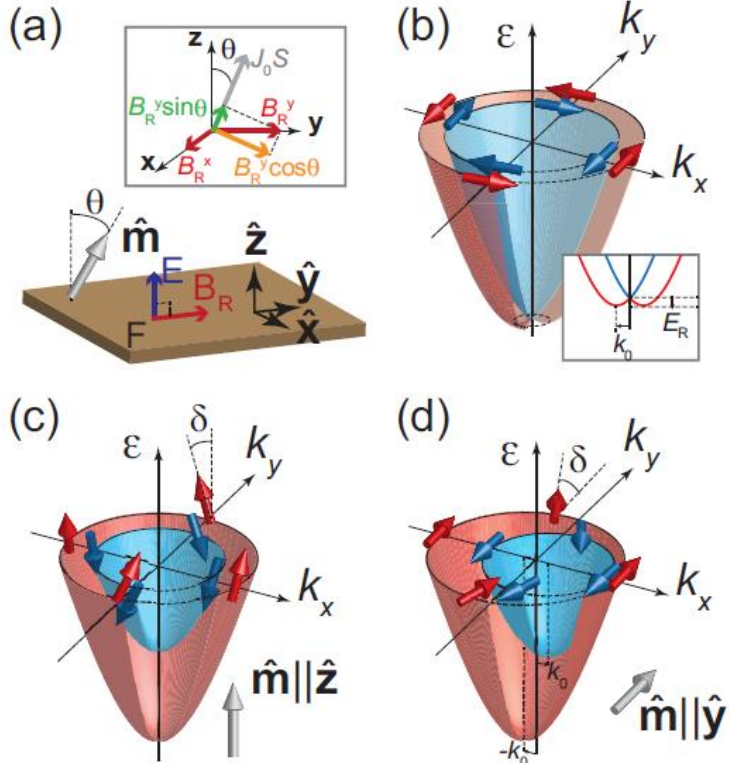 (a)
z
θ
J₀S
B_R^y sinθ
B_R^y
y
x
B_R^x
B_R^y cosθ
θ
m̂
E
B_R
F
ẑ
ŷ
x̂
(b)
ε
k_y
k_x
E_R
k₀
(c)
ε
δ
k_y
k_x
m̂||ẑ
(d)
ε
δ
k_y
k_x
k₀
-k₀
m̂||ŷ